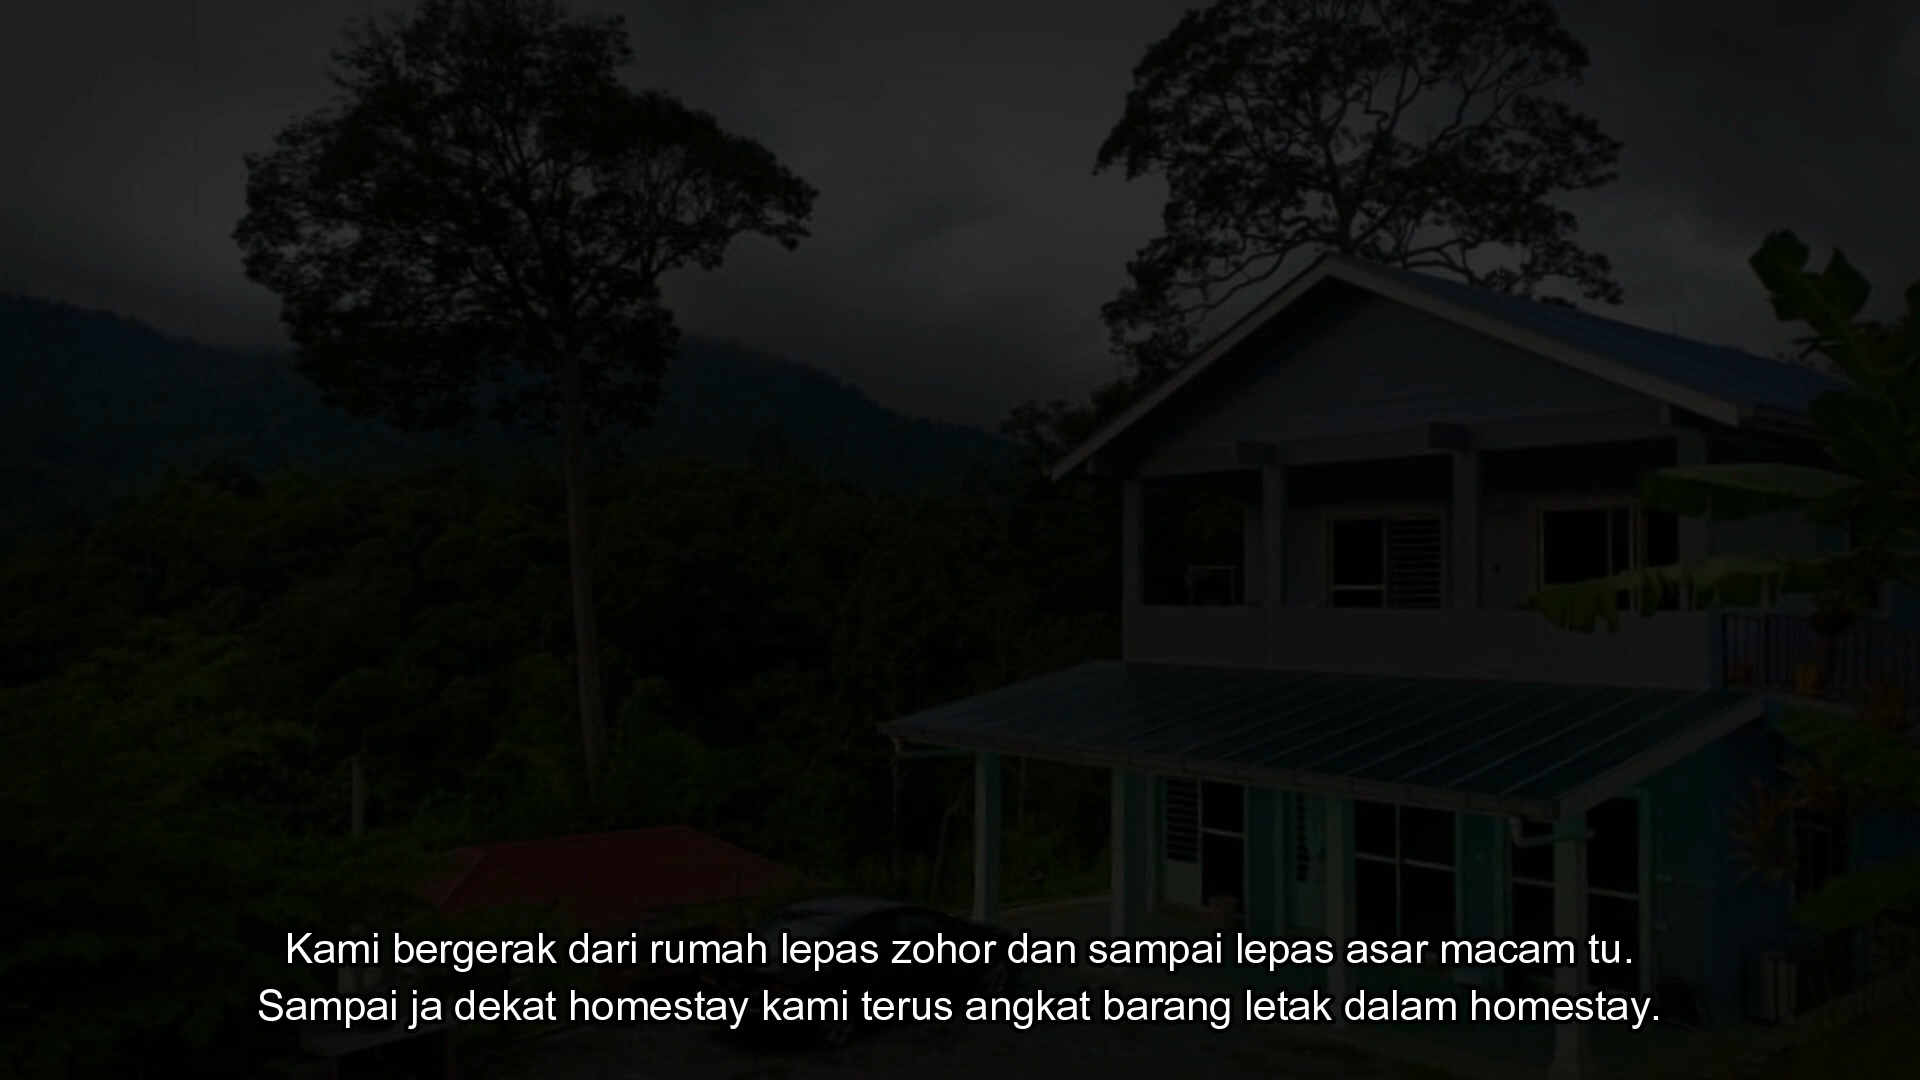 Kami bergerak dari rumah lepas zohor dan sampai lepas asar macam tu.
Sampai ja dekat homestay kami terus angkat barang letak dalam homestay.